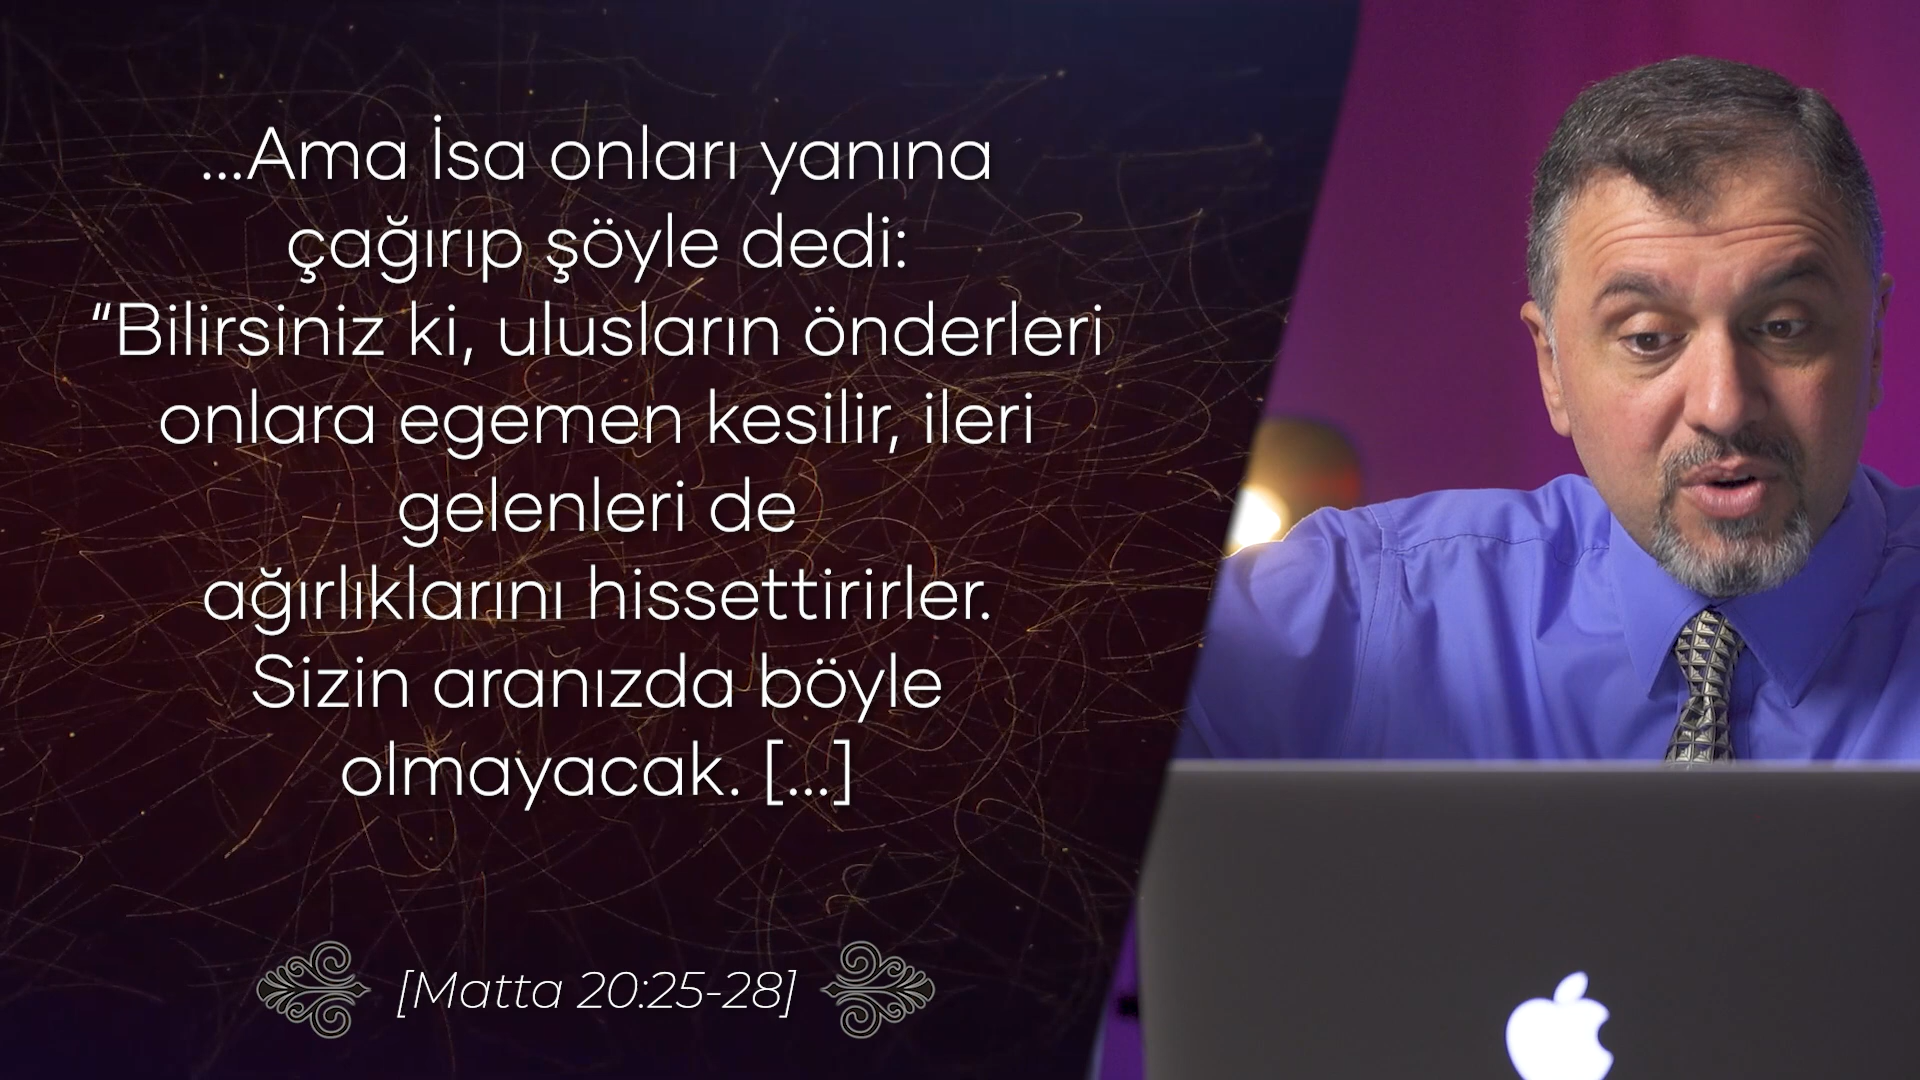 ...Ama İsa onları yanına
çağırıp şöyle dedi:
“Bilirsiniz ki, ulusların önderleri
onlara egemen kesilir, ileri
gelenleri de
ağırlıklarını hissettirirler.
Sizin aranızda böyle
olmayacak. [...]
[Matta 20:25-28]